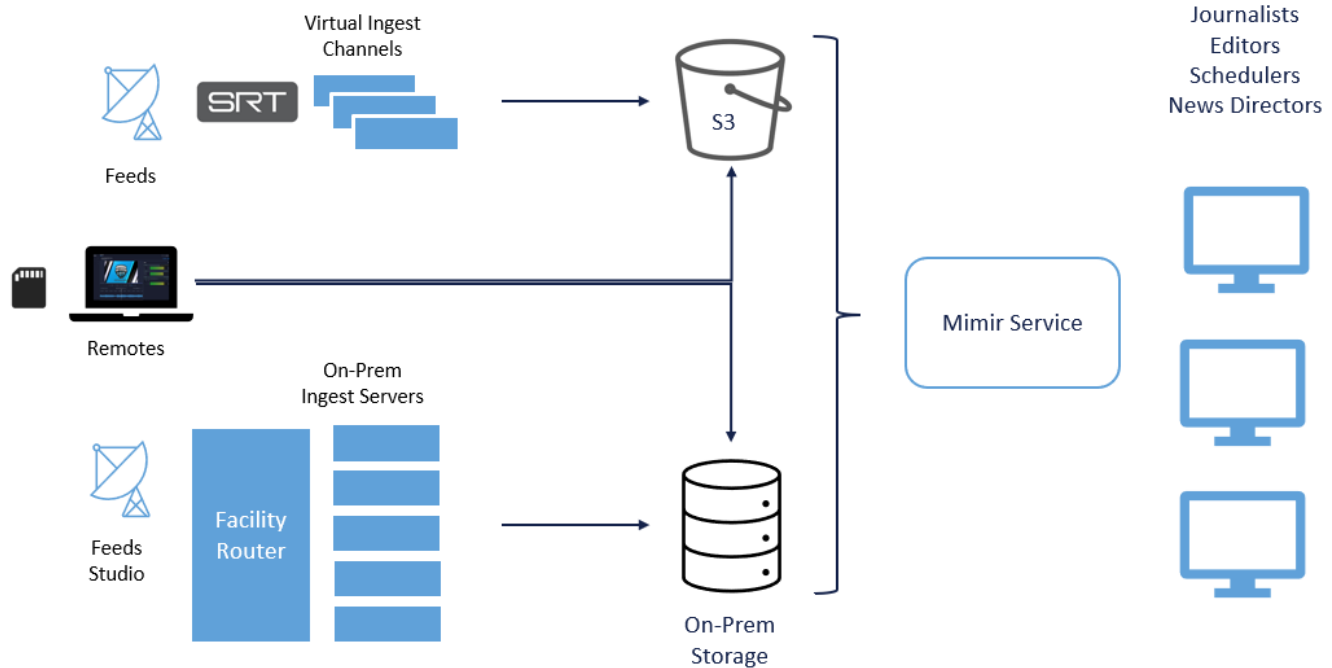 Virtual Ingest
Channels
Journalists
Editors
Schedulers
News Directors
SRT
S3
Feeds
Remotes
Mimir Service
On-Prem
Ingest Servers
Facility
Router
Feeds
Studio
On-Prem
Storage